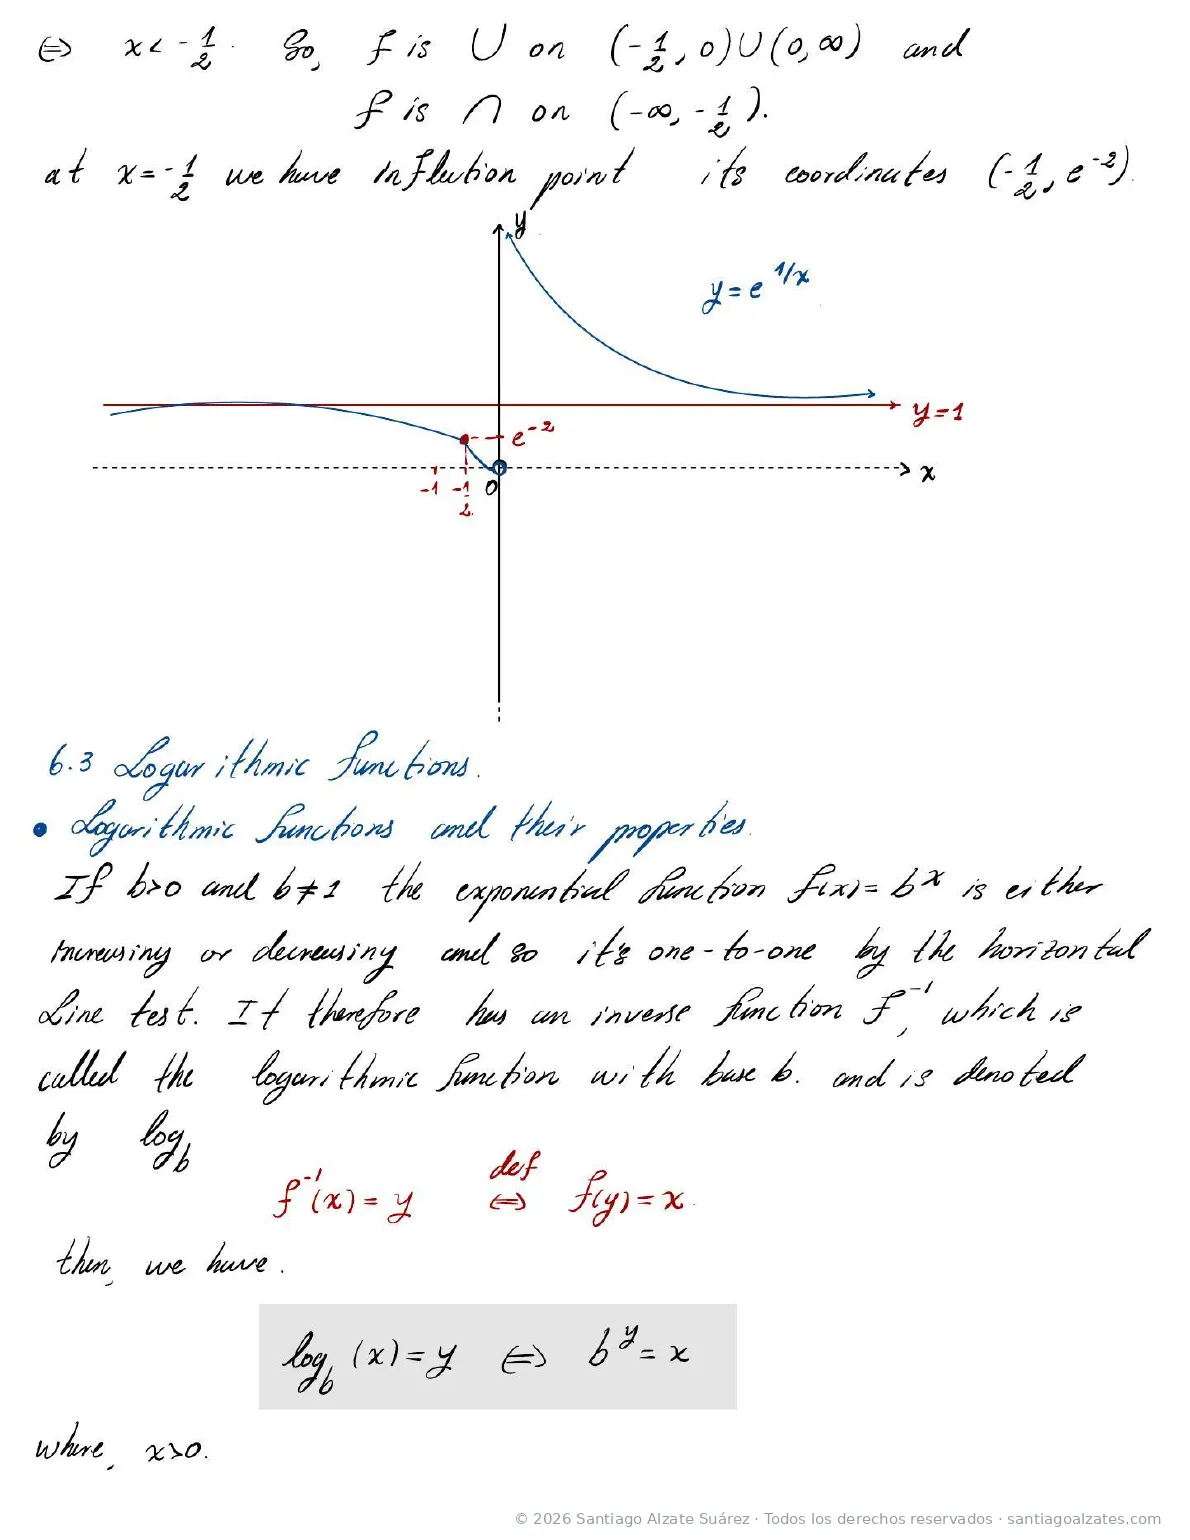 ⇔ x < -1/2. So, f is ∪ on (-1/2, 0)∪(0,∞) and
f is ∩ on (-∞, -1/2).
at x = -1/2 we have inflection point its coordinates (-1/2, e^-2).
y
y = e^1/x
y=1
e^-2
x
-1 -1/2 0
6.3 Logarithmic functions.
• Logarithmic functions and their properties.
If b>0 and b≠1 the exponential function f(x)= b^x is either
increasing or decreasing and so it's one-to-one by the horizontal
Line test. It therefore has an inverse function f^-1, which is
called the logarithmic function with base b. and is denoted
by log_b
f^-1(x) = y def ⇔ f(y) = x.
then, we have.
log_b (x) = y ⇔ b^y = x
where, x>0.
© 2026 Santiago Alzate Suárez · Todos los derechos reservados · santiagoalzates.com